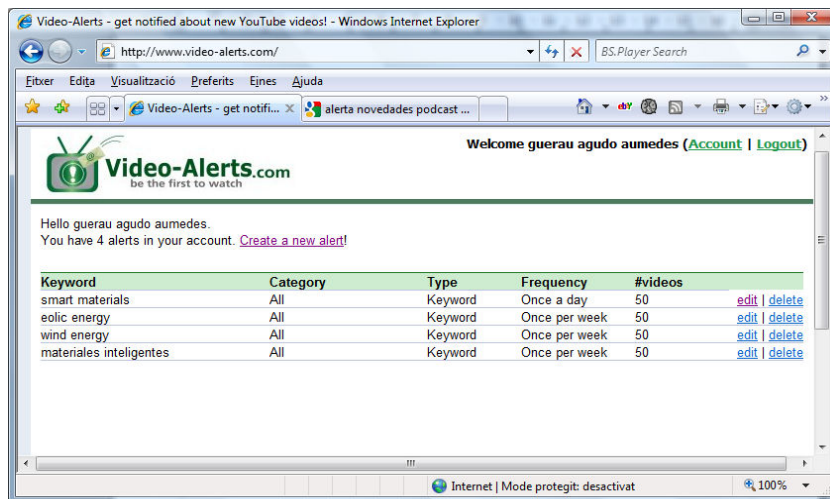 Video-Alerts - get notified about new YouTube videos! - Windows Internet Explorer
http://www.video-alerts.com/
BS.Player Search
Fitxer Edita Visualització Preferits Eines Ajuda
Video-Alerts - get notifi... X alerta novedades podcast ...
ebY
Welcome guerau agudo aumedes (Account | Logout)
Video-Alerts.com
be the first to watch
Hello guerau agudo aumedes.
You have 4 alerts in your account. Create a new alert!
Keyword Category Type Frequency #videos
smart materials All Keyword Once a day 50 edit | delete
eolic energy All Keyword Once per week 50 edit | delete
wind energy All Keyword Once per week 50 edit | delete
materiales inteligentes All Keyword Once per week 50 edit | delete
Internet | Mode protegit: desactivat 100%